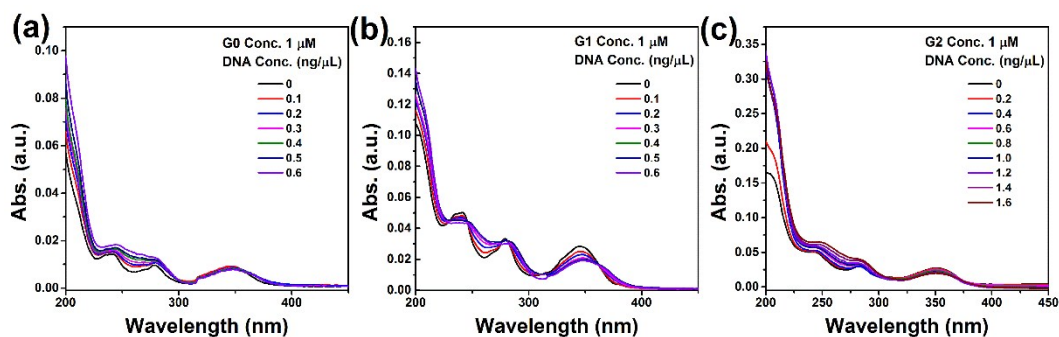 (a)
G0 Conc. 1 μM
DNA Conc. (ng/μL)
0
0.1
0.2
0.3
0.4
0.5
0.6
Abs. (a.u.)
0.10
0.08
0.06
0.04
0.02
0.00
200 300 400
Wavelength (nm)
(b)
G1 Conc. 1 μM
DNA Conc. (ng/μL)
0
0.1
0.2
0.3
0.4
0.5
0.6
Abs. (a.u.)
0.16
0.14
0.12
0.10
0.08
0.06
0.04
0.02
0.00
200 300 400
Wavelength (nm)
(c)
G2 Conc. 1 μM
DNA Conc. (ng/μL)
0
0.2
0.4
0.6
0.8
1.0
1.2
1.4
1.6
Abs. (a.u.)
0.35
0.30
0.25
0.20
0.15
0.10
0.05
0.00
200 250 300 350 400 450
Wavelength (nm)